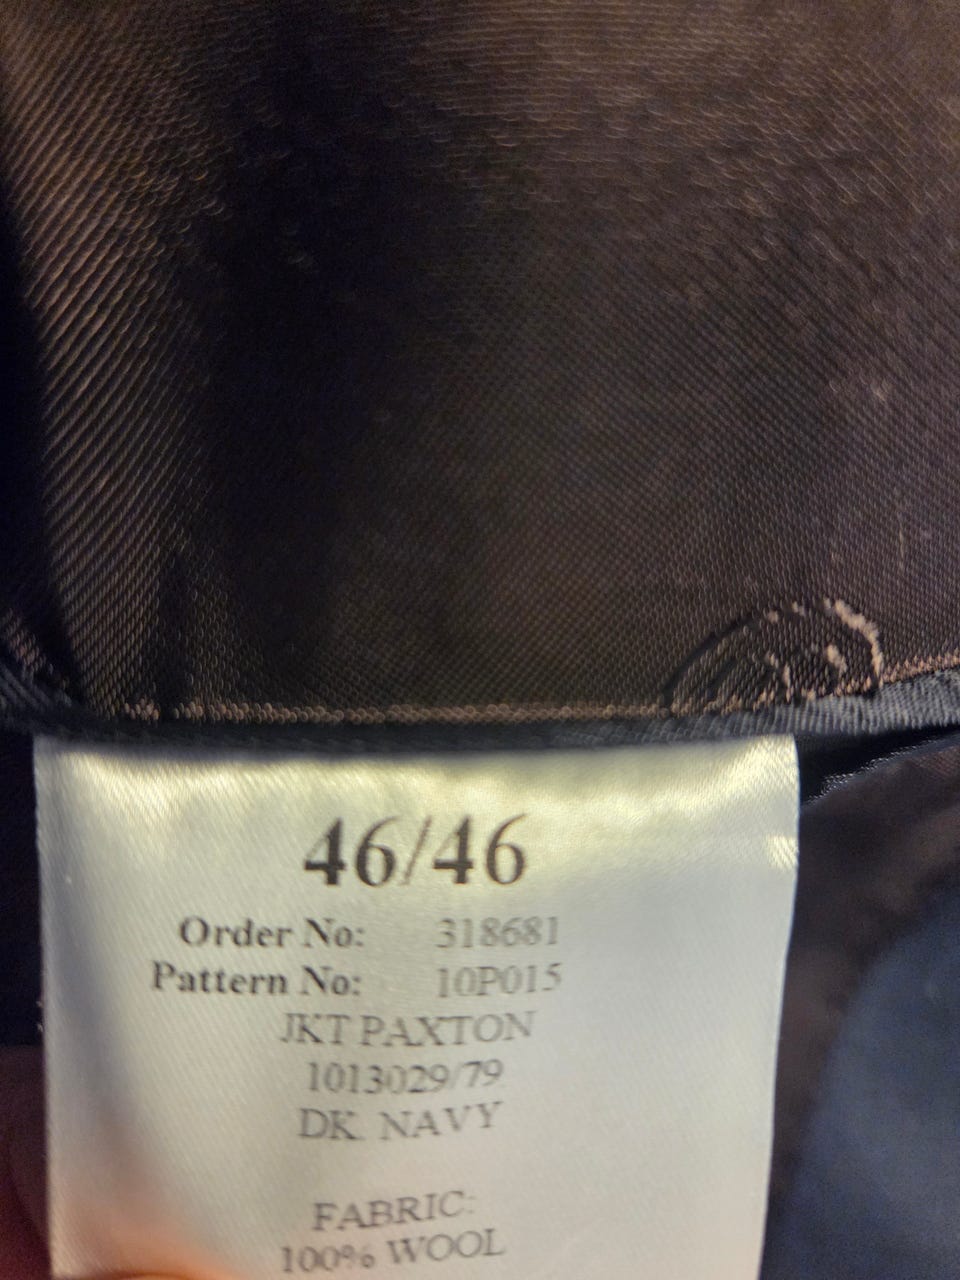 46/46
Order No: 318681
Pattern No: 10P015
JKT PAXTON
1013029/79
DK NAVY
FABRIC:
100% WOOL